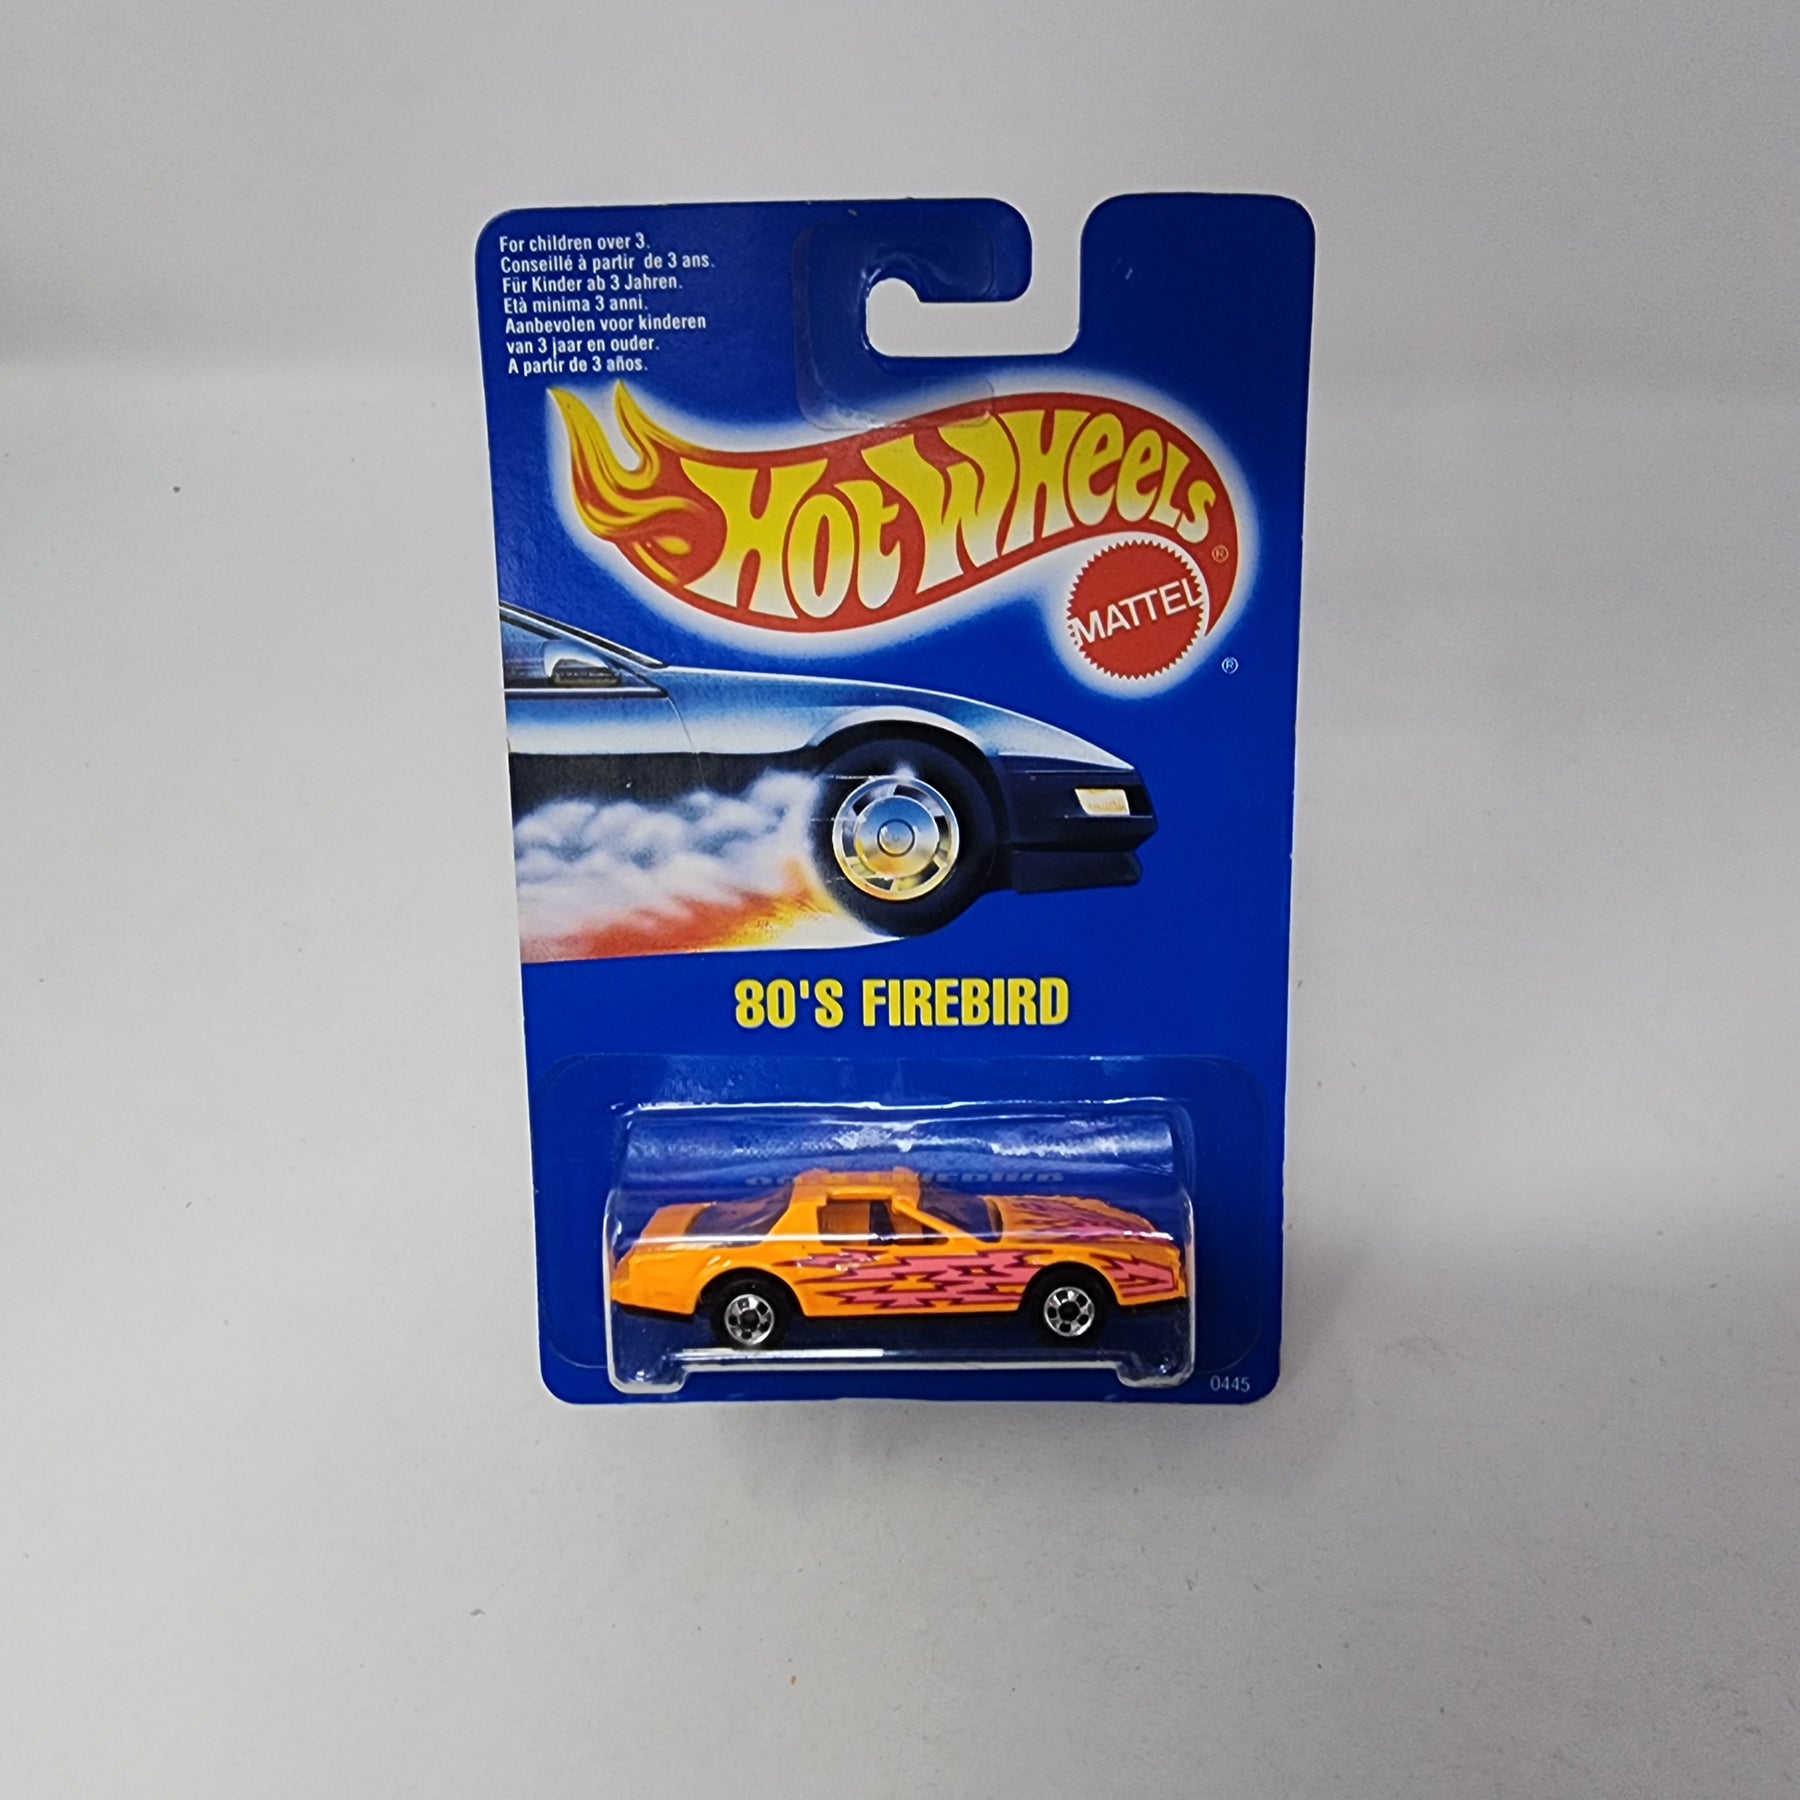 For children over 3.
Conseillé à partir de 3 ans.
Für Kinder ab 3 Jahren.
Età minima 3 anni.
Aanbevolen voor kinderen
van 3 jaar en ouder.
A partir de 3 años.
HOT WHEELS ®
MATTEL
®
80'S FIREBIRD
0445